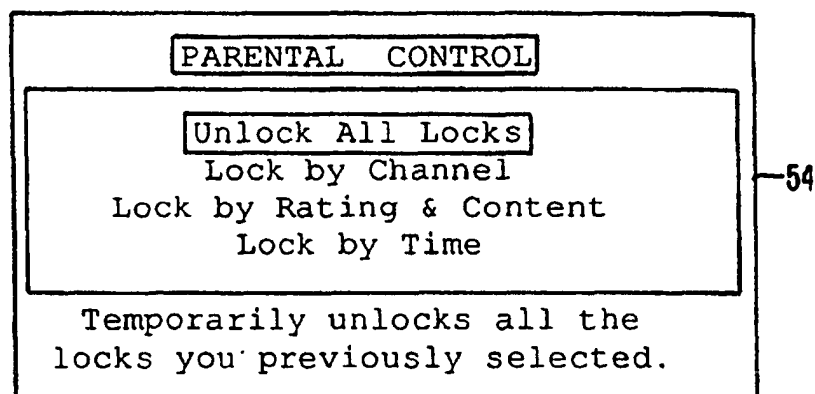 PARENTAL CONTROL
Unlock All Locks
Lock by Channel
Lock by Rating & Content
Lock by Time
54
Temporarily unlocks all the
locks you previously selected.